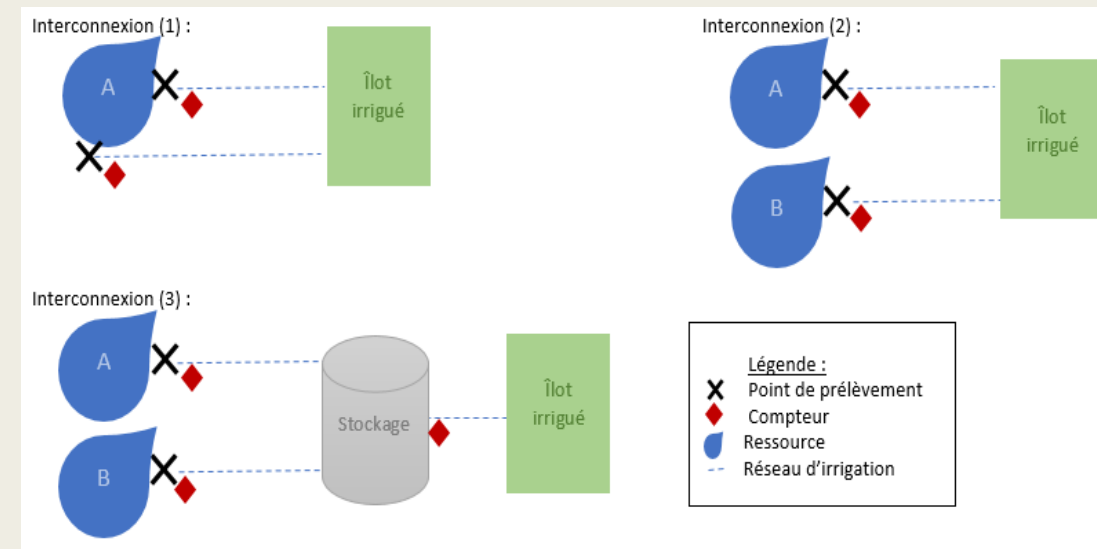 Interconnexion (1) :
A
Îlot
irrigué
Interconnexion (2) :
A
B
Îlot
irrigué
Interconnexion (3) :
A
B
Stockage
Îlot
irrigué
Légende :
Point de prélèvement
Compteur
Ressource
Réseau d'irrigation